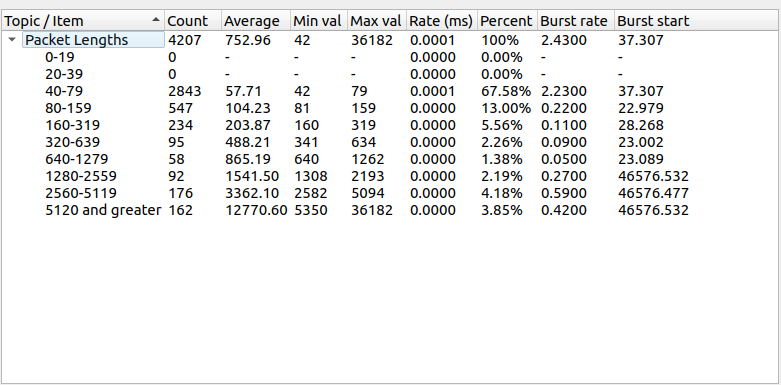 Topic / Item Count Average Min val Max val Rate (ms) Percent Burst rate Burst start
Packet Lengths 4207 752.96 42 36182 0.0001 100% 2.4300 37.307
0-19 0 - - - 0.0000 0.00% - -
20-39 0 - - - 0.0000 0.00% - -
40-79 2843 57.71 42 79 0.0001 67.58% 2.2300 37.307
80-159 547 104.23 81 159 0.0000 13.00% 0.2200 22.979
160-319 234 203.87 160 319 0.0000 5.56% 0.1100 28.268
320-639 95 488.21 341 634 0.0000 2.26% 0.0900 23.002
640-1279 58 865.19 640 1262 0.0000 1.38% 0.0500 23.089
1280-2559 92 1541.50 1308 2193 0.0000 2.19% 0.2700 46576.532
2560-5119 176 3362.10 2582 5094 0.0000 4.18% 0.5900 46576.477
5120 and greater 162 12770.60 5350 36182 0.0000 3.85% 0.4200 46576.532